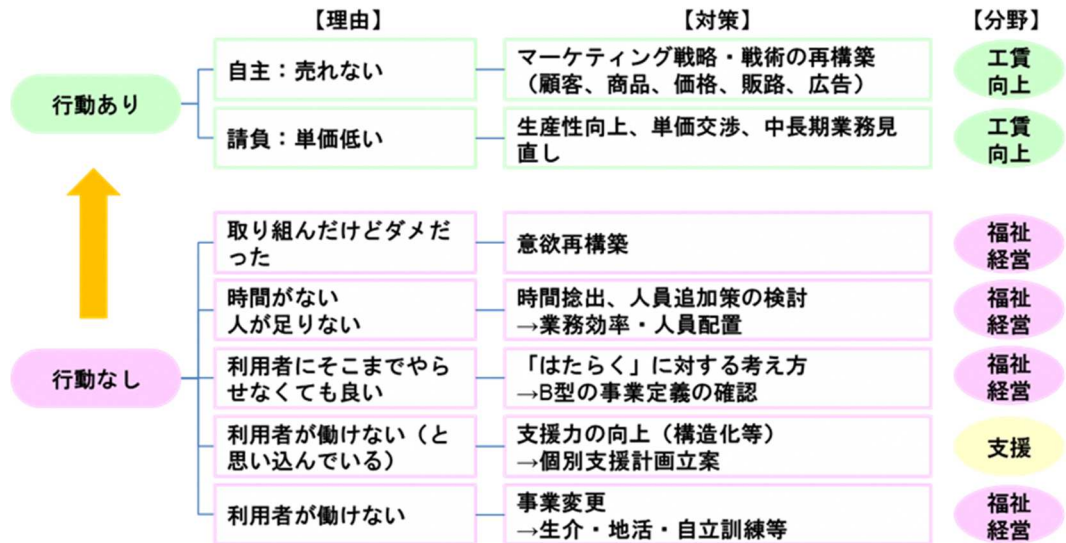 【理由】
【対策】
【分野】
行動あり
自主：売れない
マーケティング戦略・戦術の再構築
（顧客、商品、価格、販路、広告）
工賃
向上
請負：単価低い
生産性向上、単価交渉、中長期業務見
直し
工賃
向上
行動なし
取り組んだけどダメだ
った
意欲再構築
福祉
経営
時間がない
人が足りない
時間捻出、人員追加策の検討
→業務効率・人員配置
福祉
経営
利用者にそこまでやら
せなくても良い
「はたらく」に対する考え方
→B型の事業定義の確認
福祉
経営
利用者が働けない（と
思い込んでいる）
支援力の向上（構造化等）
→個別支援計画立案
支援
利用者が働けない
事業変更
→生介・地活・自立訓練等
福祉
経営